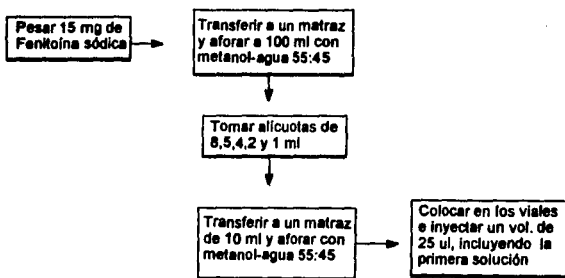 Pesar 15 mg de
Fenitoína sódica
Transferir a un matraz
y aforar a 100 ml con
metanol-agua 55:45
Tomar alícuotas de
8,5,4,2 y 1 ml
Transferir a un matraz
de 10 ml y aforar con
metanol-agua 55:45
Colocar en los viales
e inyectar un vol. de
25 ul, incluyendo la
primera solución